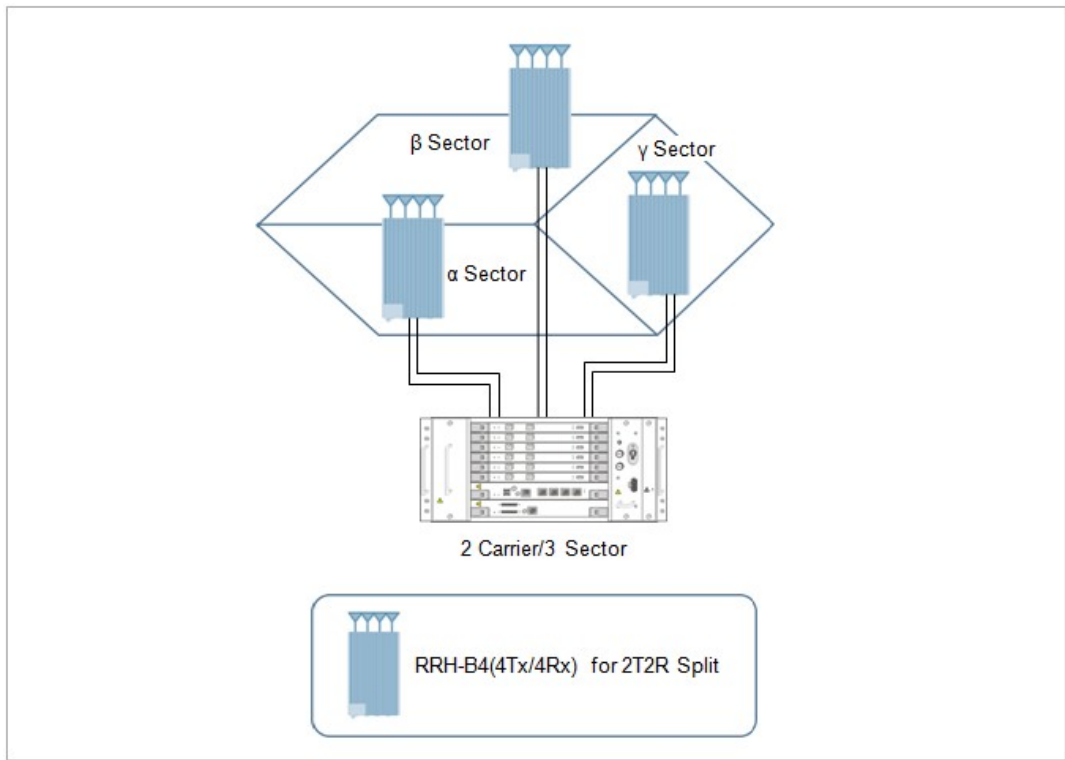 β Sector
γ Sector
α Sector
2 Carrier/3 Sector
RRH-B4(4Tx/4Rx) for 2T2R Split